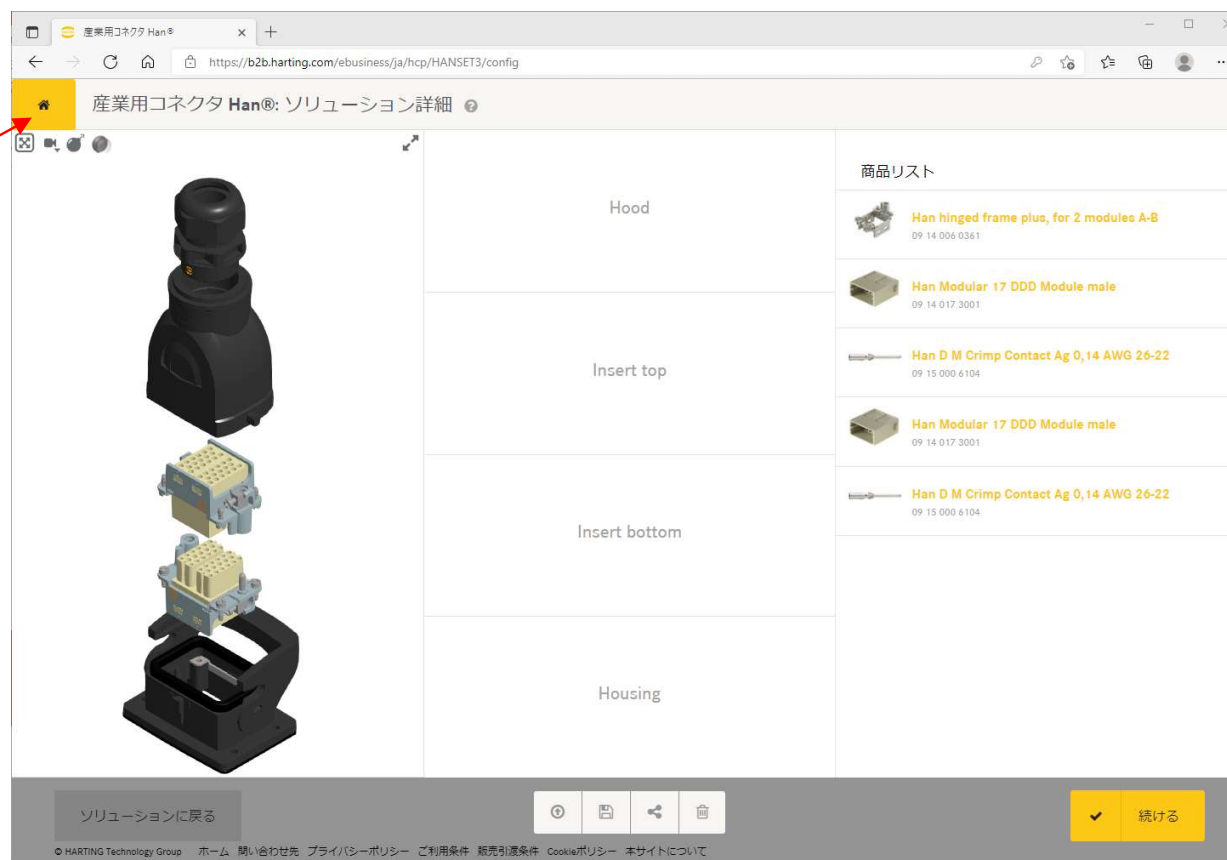 産業用コネクタ Han®
https://b2b.harting.com/ebusiness/ja/hcp/HANSET3/config
産業用コネクタ Han®: ソリューション詳細
Hood
Insert top
Insert bottom
Housing
商品リスト
Han hinged frame plus, for 2 modules A-B
09 14 006 0361
Han Modular 17 DDD Module male
09 14 017 3001
Han D M Crimp Contact Ag 0,14 AWG 26-22
09 15 000 6104
Han Modular 17 DDD Module male
09 14 017 3001
Han D M Crimp Contact Ag 0,14 AWG 26-22
09 15 000 6104
ソリューションに戻る
続ける
© HARTING Technology Group ホーム 問い合わせ先 プライバシーポリシー ご利用条件 販売引渡条件 Cookieポリシー 本サイトについて